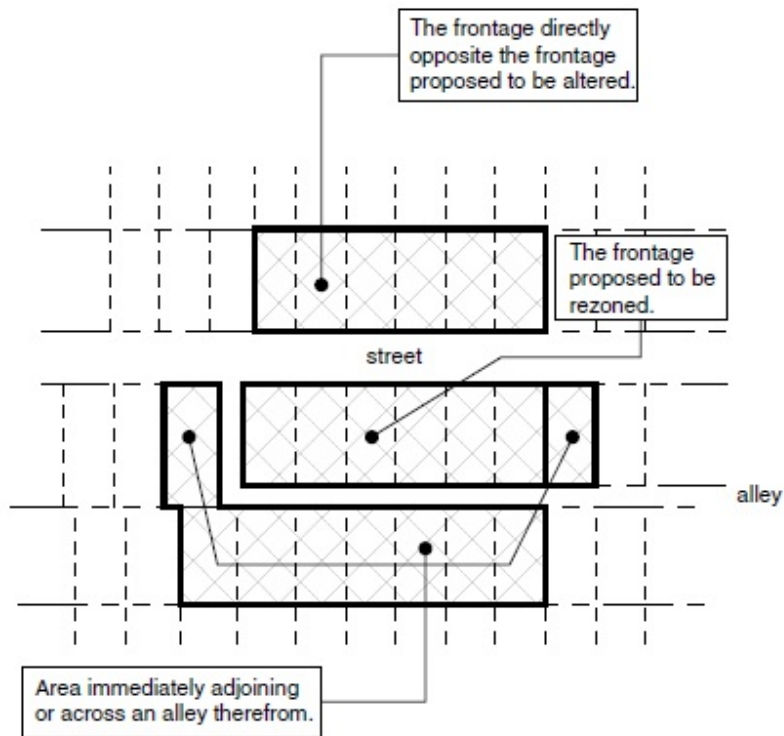 The frontage directly
opposite the frontage
proposed to be altered.
The frontage
proposed to be
rezoned.
street
alley
Area immediately adjoining
or across an alley therefrom.